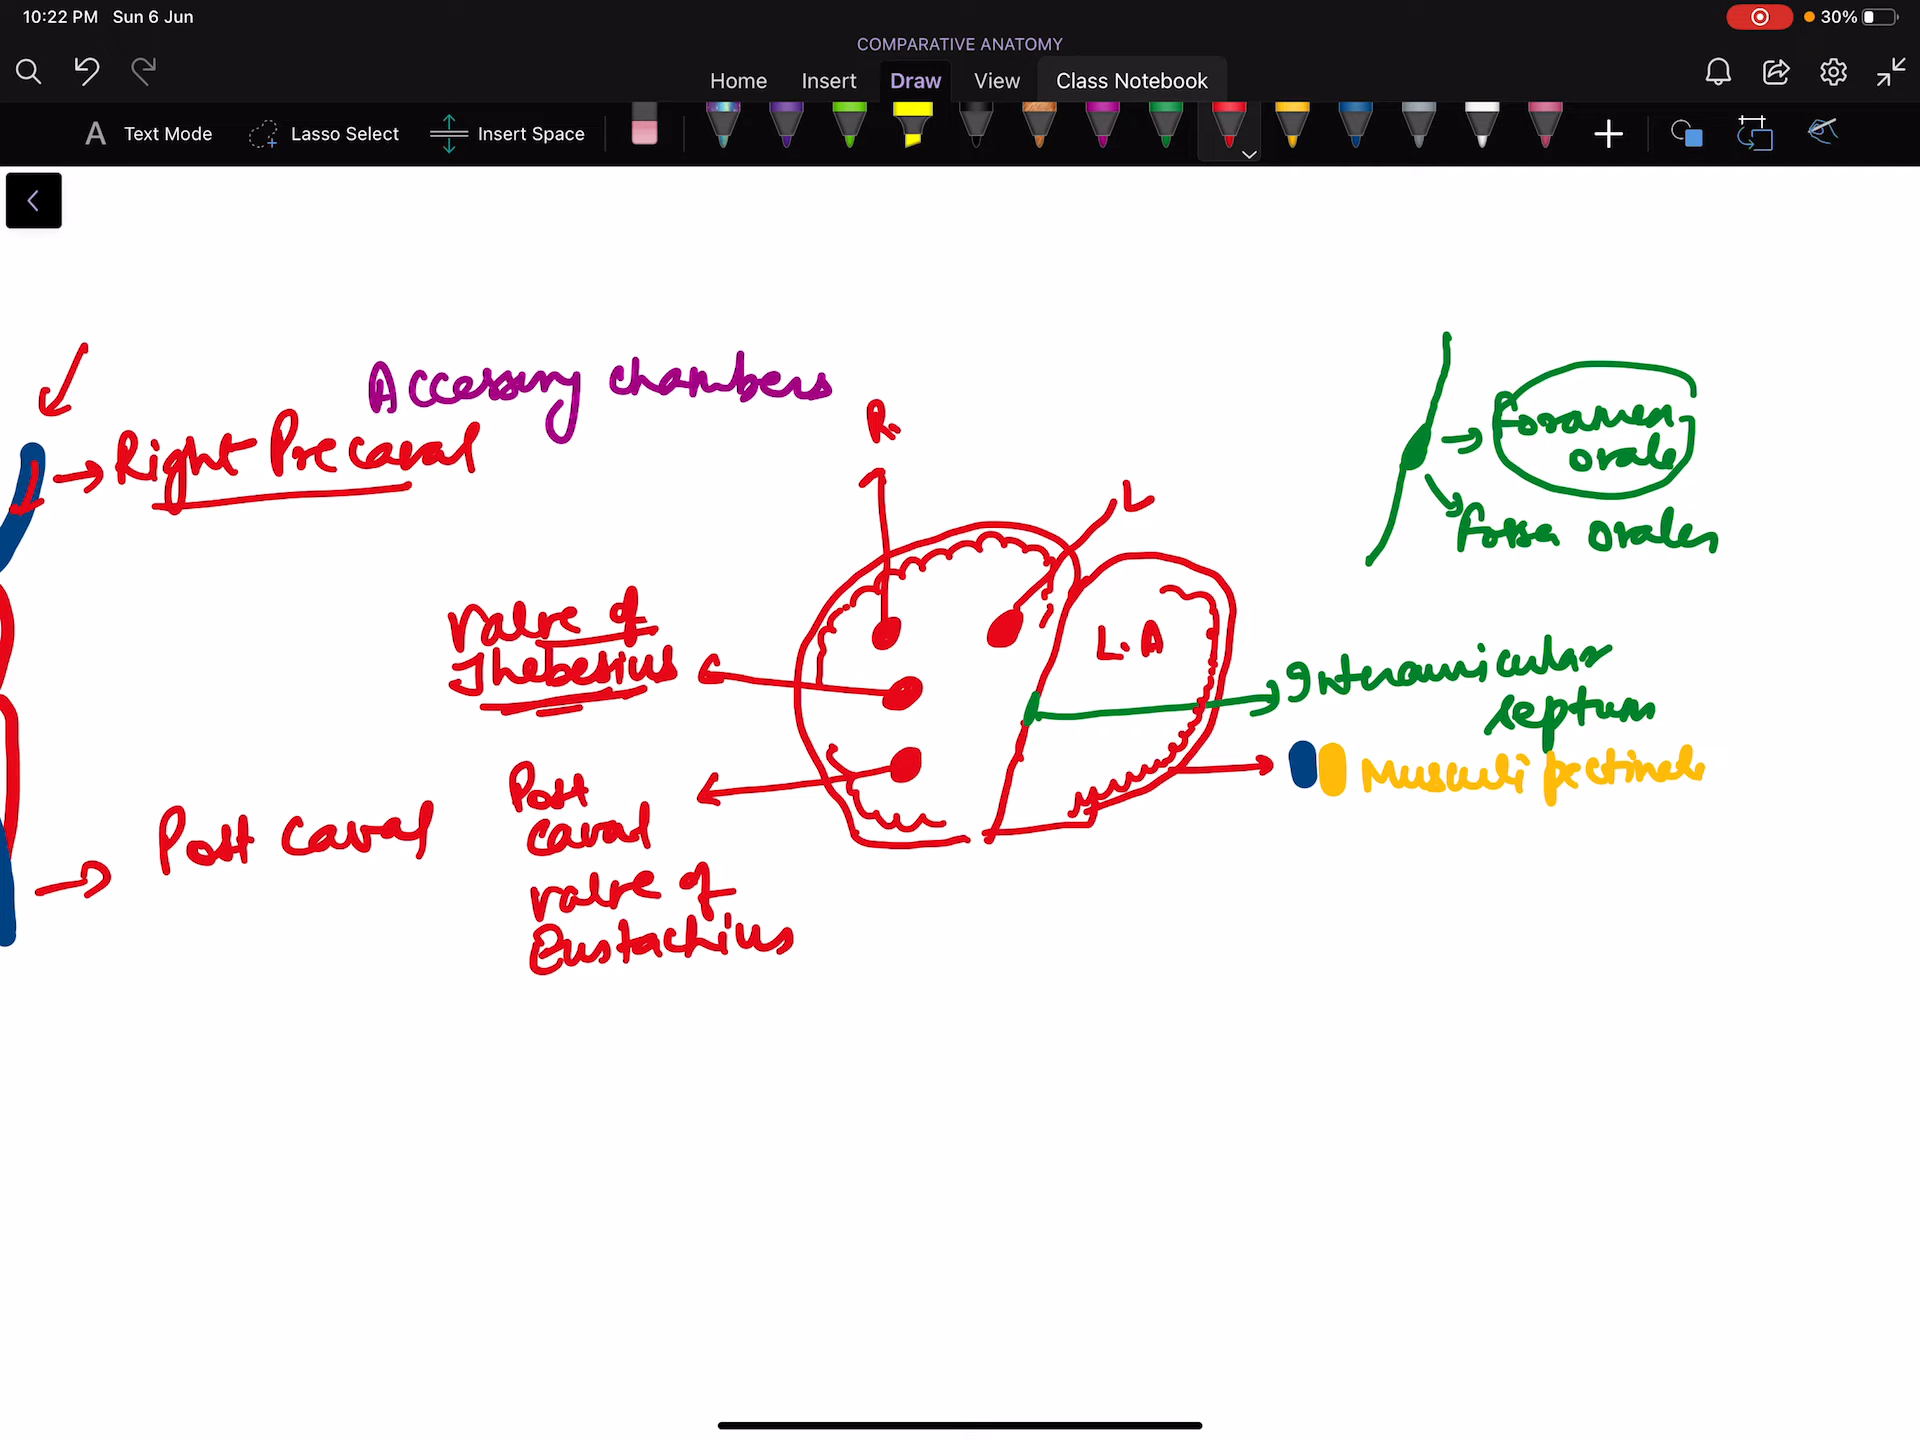 10:22 PM Sun 6 Jun
30%
COMPARATIVE ANATOMY
Home Insert Draw View Class Notebook
A Text Mode Lasso Select Insert Space
Accessory chambers
Right Precaval
R.
L
Foramen
ovale
Fossa ovales
Valve of
Thebesius
L.A
Interauricular
septum
Musculi pectinate
Post caval
Post
caval
valve of
Eustachius